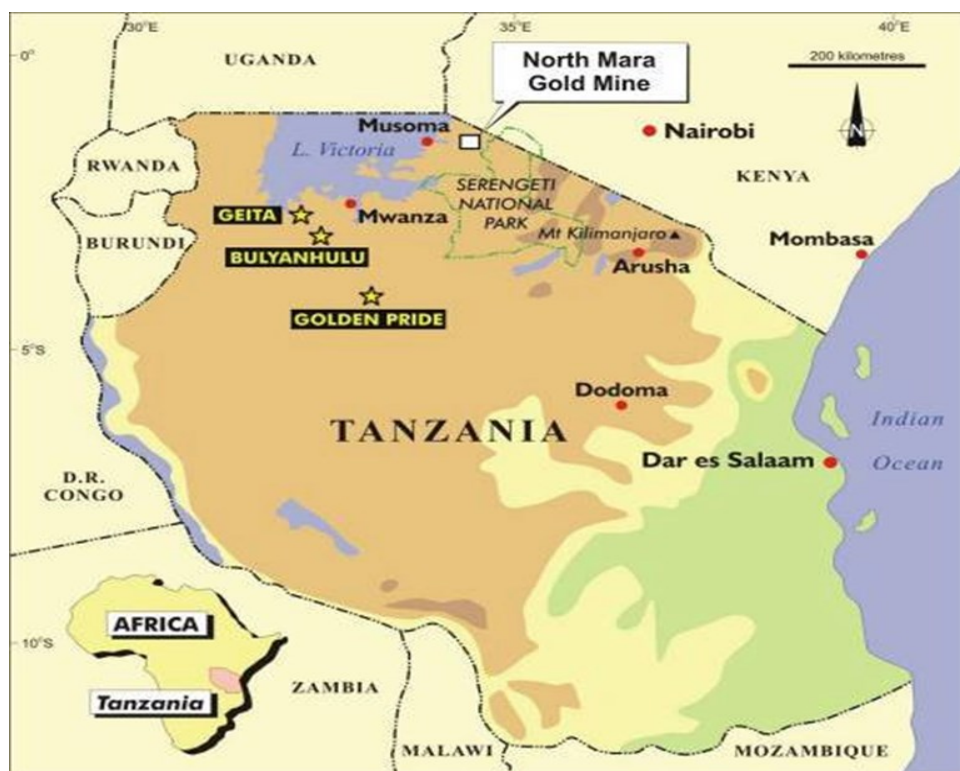 30°E
35°E
40°E
0°
UGANDA
North Mara
Gold Mine
200 kilometres
N
Musoma
Nairobi
L. Victoria
RWANDA
KENYA
SERENGETI
NATIONAL
PARK
GEITA
Mwanza
BURUNDI
BULYANHULU
Mt Kilimanjaro
Mombasa
Arusha
GOLDEN PRIDE
5°S
Dodoma
TANZANIA
Indian
Ocean
Dar es Salaam
D.R.
CONGO
10°S
AFRICA
Tanzania
ZAMBIA
MALAWI
MOZAMBIQUE